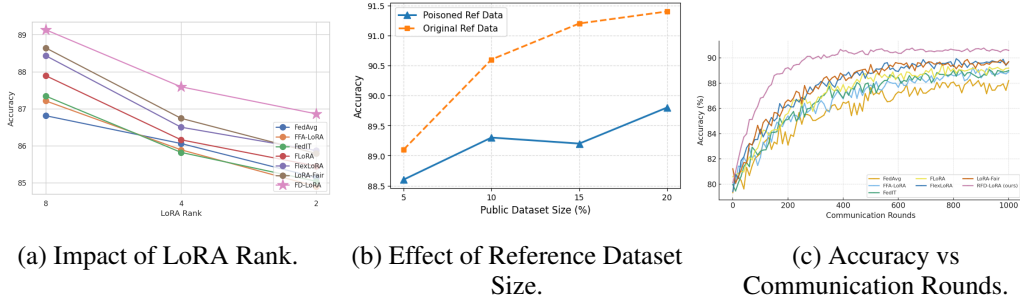 89
88
87
86
85
Accuracy
8
4
2
LoRA Rank
FedAvg
FFA-LoRA
FedIT
FLoRA
FlexLoRA
LoRA-Fair
FD-LoRA
(a) Impact of LoRA Rank.
91.5
91.0
90.5
90.0
89.5
89.0
88.5
Accuracy
Poisoned Ref Data
Original Ref Data
5
10
15
20
Public Dataset Size (%)
(b) Effect of Reference Dataset
Size.
90
88
86
84
82
80
Accuracy (%)
0
200
400
600
800
1000
Communication Rounds
FedAvg
FFA-LoRA
FedIT
FLoRA
FlexLoRA
LoRA-Fair
RFD-LoRA (ours)
(c) Accuracy vs
Communication Rounds.